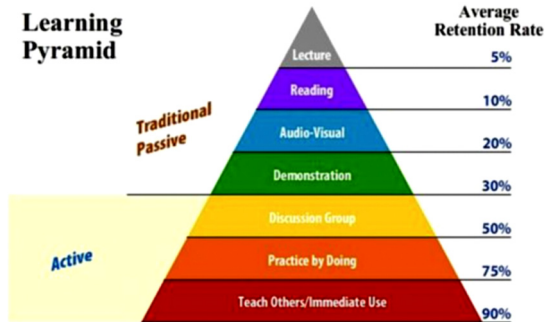 Learning
Pyramid
Average
Retention Rate
Lecture
5%
Reading
10%
Traditional
Passive
Audio-Visual
20%
Demonstration
30%
Discussion Group
50%
Active
Practice by Doing
75%
Teach Others/Immediate Use
90%